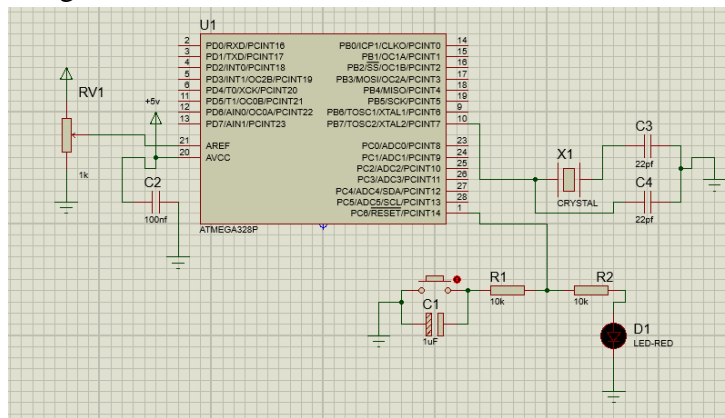 U1
2 PD0/RXD/PCINT16 PB0/ICP1/CLKO/PCINT0 14
3 PD1/TXD/PCINT17 PB1/OC1A/PCINT1 15
4 PD2/INT0/PCINT18 PB2/SS/OC1B/PCINT2 16
5 PD3/INT1/OC2B/PCINT19 PB3/MOSI/OC2A/PCINT3 17
6 PD4/T0/XCK/PCINT20 PB4/MISO/PCINT4 18
11 PD5/T1/OC0B/PCINT21 PB5/SCK/PCINT5 19
12 PD6/AIN0/OC0A/PCINT22 PB6/TOSC1/XTAL1/PCINT6 9
13 PD7/AIN1/PCINT23 PB7/TOSC2/XTAL2/PCINT7 10
21 AREF PC0/ADC0/PCINT8 23
20 AVCC PC1/ADC1/PCINT9 24
PC2/ADC2/PCINT10 25
PC3/ADC3/PCINT11 26
PC4/ADC4/SDA/PCINT12 27
PC5/ADC5/SCL/PCINT13 28
PC6/RESET/PCINT14 1
ATMEGA328P
RV1
1k
+5v
C2
100nf
X1
CRYSTAL
C3
22pf
C4
22pf
C1
1uF
R1
10k
R2
10k
D1
LED-RED